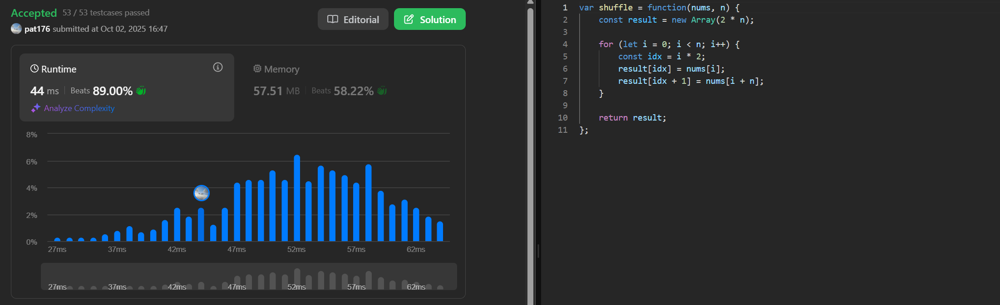 Accepted 53 / 53 testcases passed
pat176 submitted at Oct 02, 2025 16:47
Editorial
Solution
Runtime
44 ms Beats 89.00%
Analyze Complexity
Memory
57.51 MB Beats 58.22%
8%
6%
4%
2%
0%
27ms 37ms 42ms 47ms 52ms 57ms 62ms
27ms 37ms 42ms 47ms 52ms 57ms 62ms
1 var shuffle = function(nums, n) {
2     const result = new Array(2 * n);
3
4     for (let i = 0; i < n; i++) {
5         const idx = i * 2;
6         result[idx] = nums[i];
7         result[idx + 1] = nums[i + n];
8     }
9
10     return result;
11 };